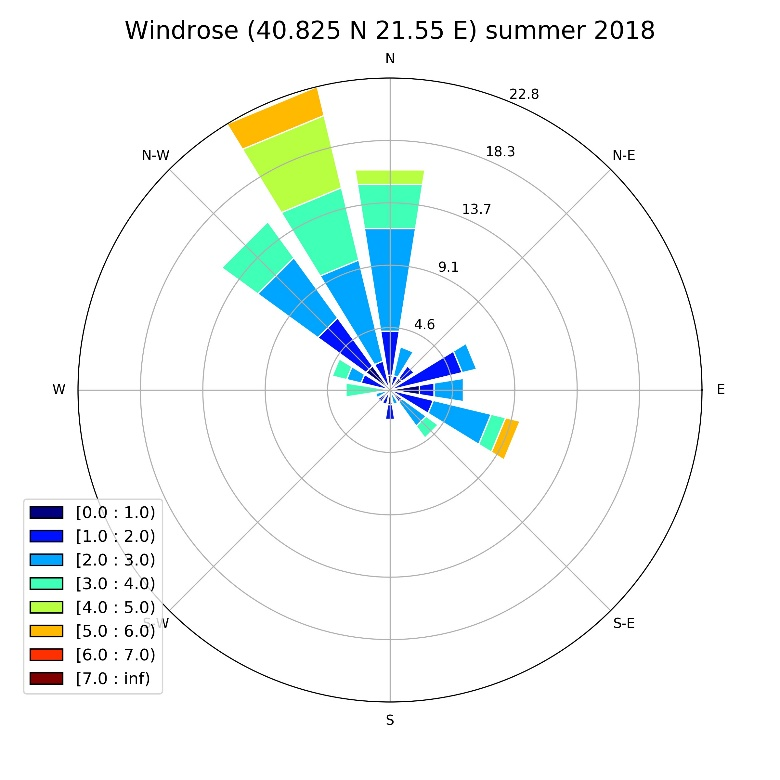 Windrose (40.825 N 21.55 E) summer 2018
N
22.8
N-W
N-E
18.3
13.7
9.1
4.6
W
E
[0.0 : 1.0)
[1.0 : 2.0)
[2.0 : 3.0)
[3.0 : 4.0)
[4.0 : 5.0)
S-W
S-E
[5.0 : 6.0)
[6.0 : 7.0)
[7.0 : inf)
S